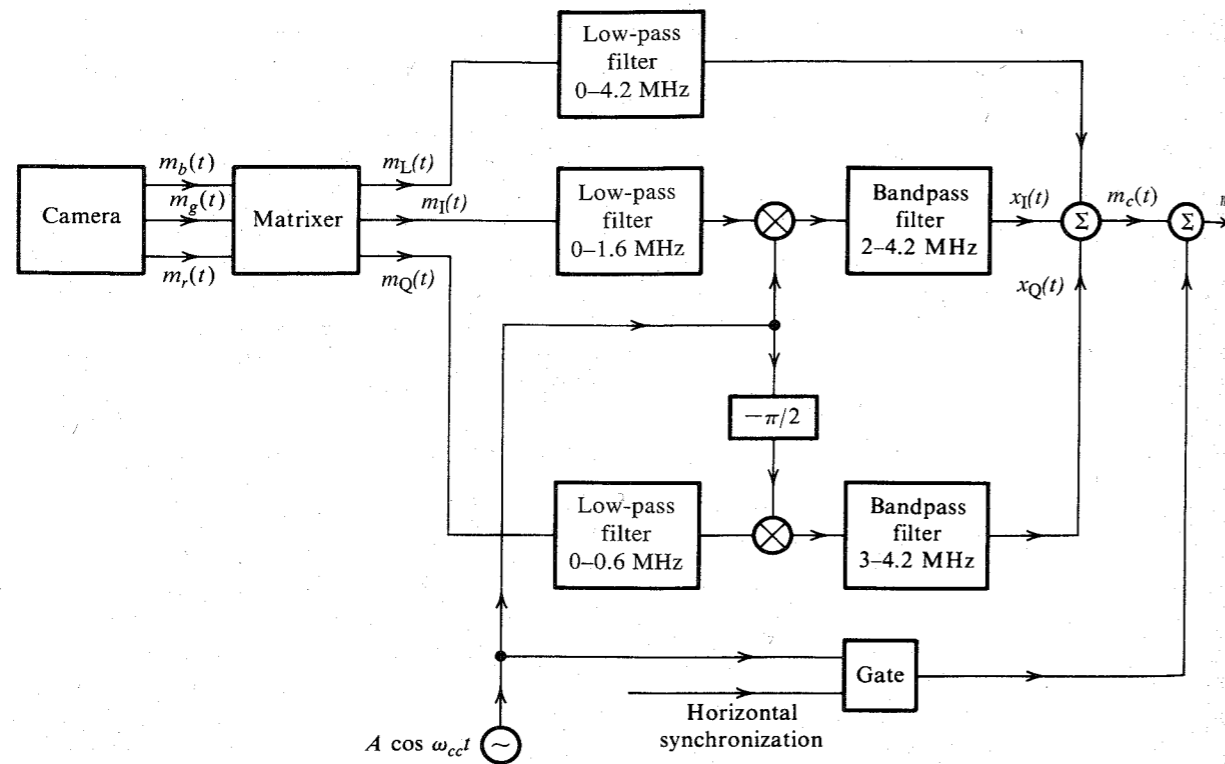 Low-pass
filter
0–4.2 MHz
Camera
m_b(t)
m_g(t)
m_r(t)
Matrixer
m_L(t)
m_I(t)
m_Q(t)
Low-pass
filter
0–1.6 MHz
Bandpass
filter
2–4.2 MHz
x_I(t)
Σ
m_c(t)
Σ
x_Q(t)
−π/2
Low-pass
filter
0–0.6 MHz
Bandpass
filter
3–4.2 MHz
Gate
Horizontal
synchronization
A cos ω_cc t
~